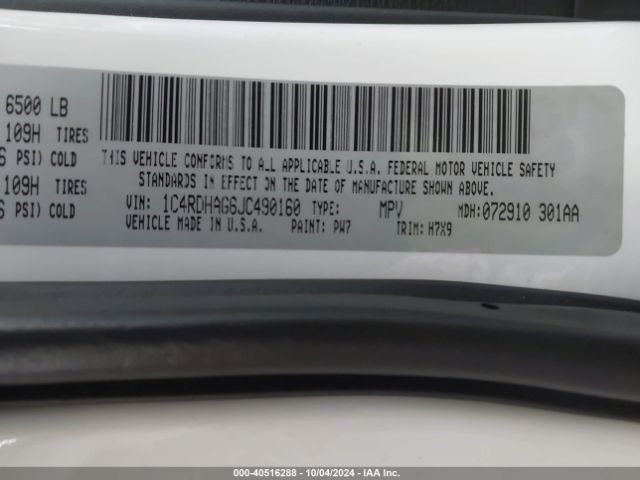 6500 LB
109H TIRES
PSI) COLD
109H TIRES
PSI) COLD
THIS VEHICLE CONFORMS TO ALL APPLICABLE U.S.A. FEDERAL MOTOR VEHICLE SAFETY
STANDARDS IN EFFECT ON THE DATE OF MANUFACTURE SHOWN ABOVE.
VIN: 1C4RDHAG6JC490160 TYPE: MPV MDH:072910 301AA
VEHICLE MADE IN U.S.A. PAINT: PW7 TRIM: H7X9
000-40516288 - 10/04/2024 - IAA Inc.